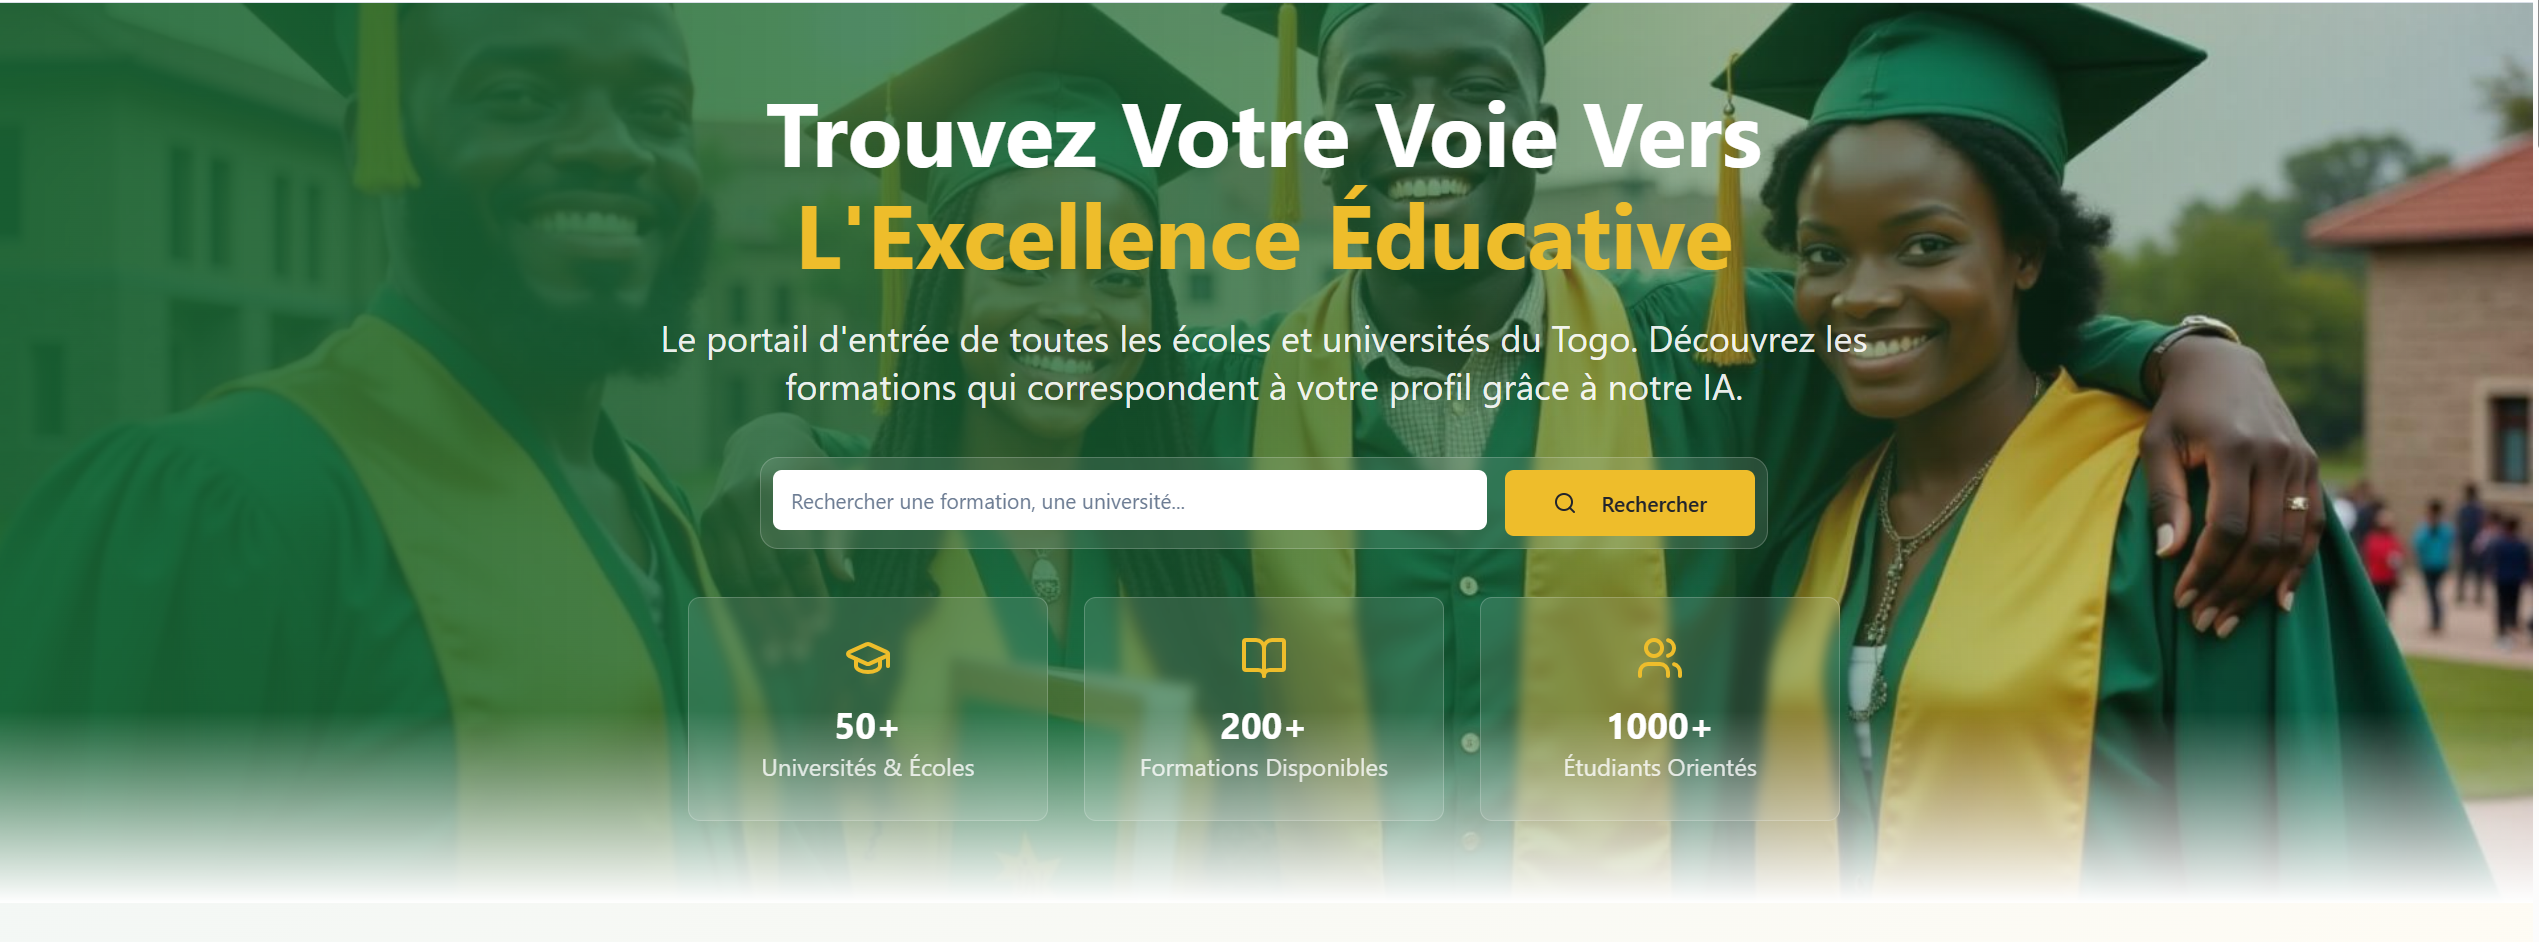 Trouvez Votre Voie Vers
L'Excellence Éducative
Le portail d'entrée de toutes les écoles et universités du Togo. Découvrez les
formations qui correspondent à votre profil grâce à notre IA.
Rechercher une formation, une université...
Rechercher
50+
Universités & Écoles
200+
Formations Disponibles
1000+
Étudiants Orientés